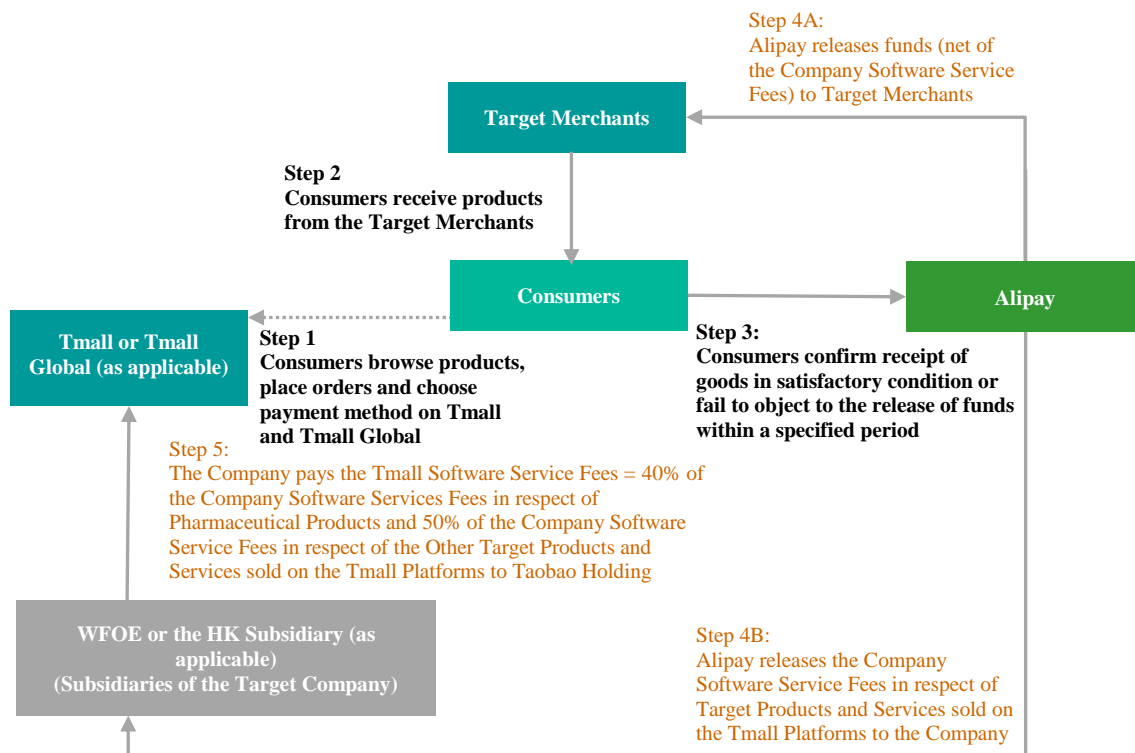 Step 4A:
Alipay releases funds (net of
the Company Software Service
Fees) to Target Merchants
Target Merchants
Step 2
Consumers receive products
from the Target Merchants
Consumers
Alipay
Tmall or Tmall
Global (as applicable)
Step 1
Consumers browse products,
place orders and choose
payment method on Tmall
and Tmall Global
Step 3:
Consumers confirm receipt of
goods in satisfactory condition or
fail to object to the release of funds
within a specified period
Step 5:
The Company pays the Tmall Software Service Fees = 40% of
the Company Software Services Fees in respect of
Pharmaceutical Products and 50% of the Company Software
Service Fees in respect of the Other Target Products and
Services sold on the Tmall Platforms to Taobao Holding
WFOE or the HK Subsidiary (as
applicable)
(Subsidiaries of the Target Company)
Step 4B:
Alipay releases the Company
Software Service Fees in respect of
Target Products and Services sold on
the Tmall Platforms to the Company